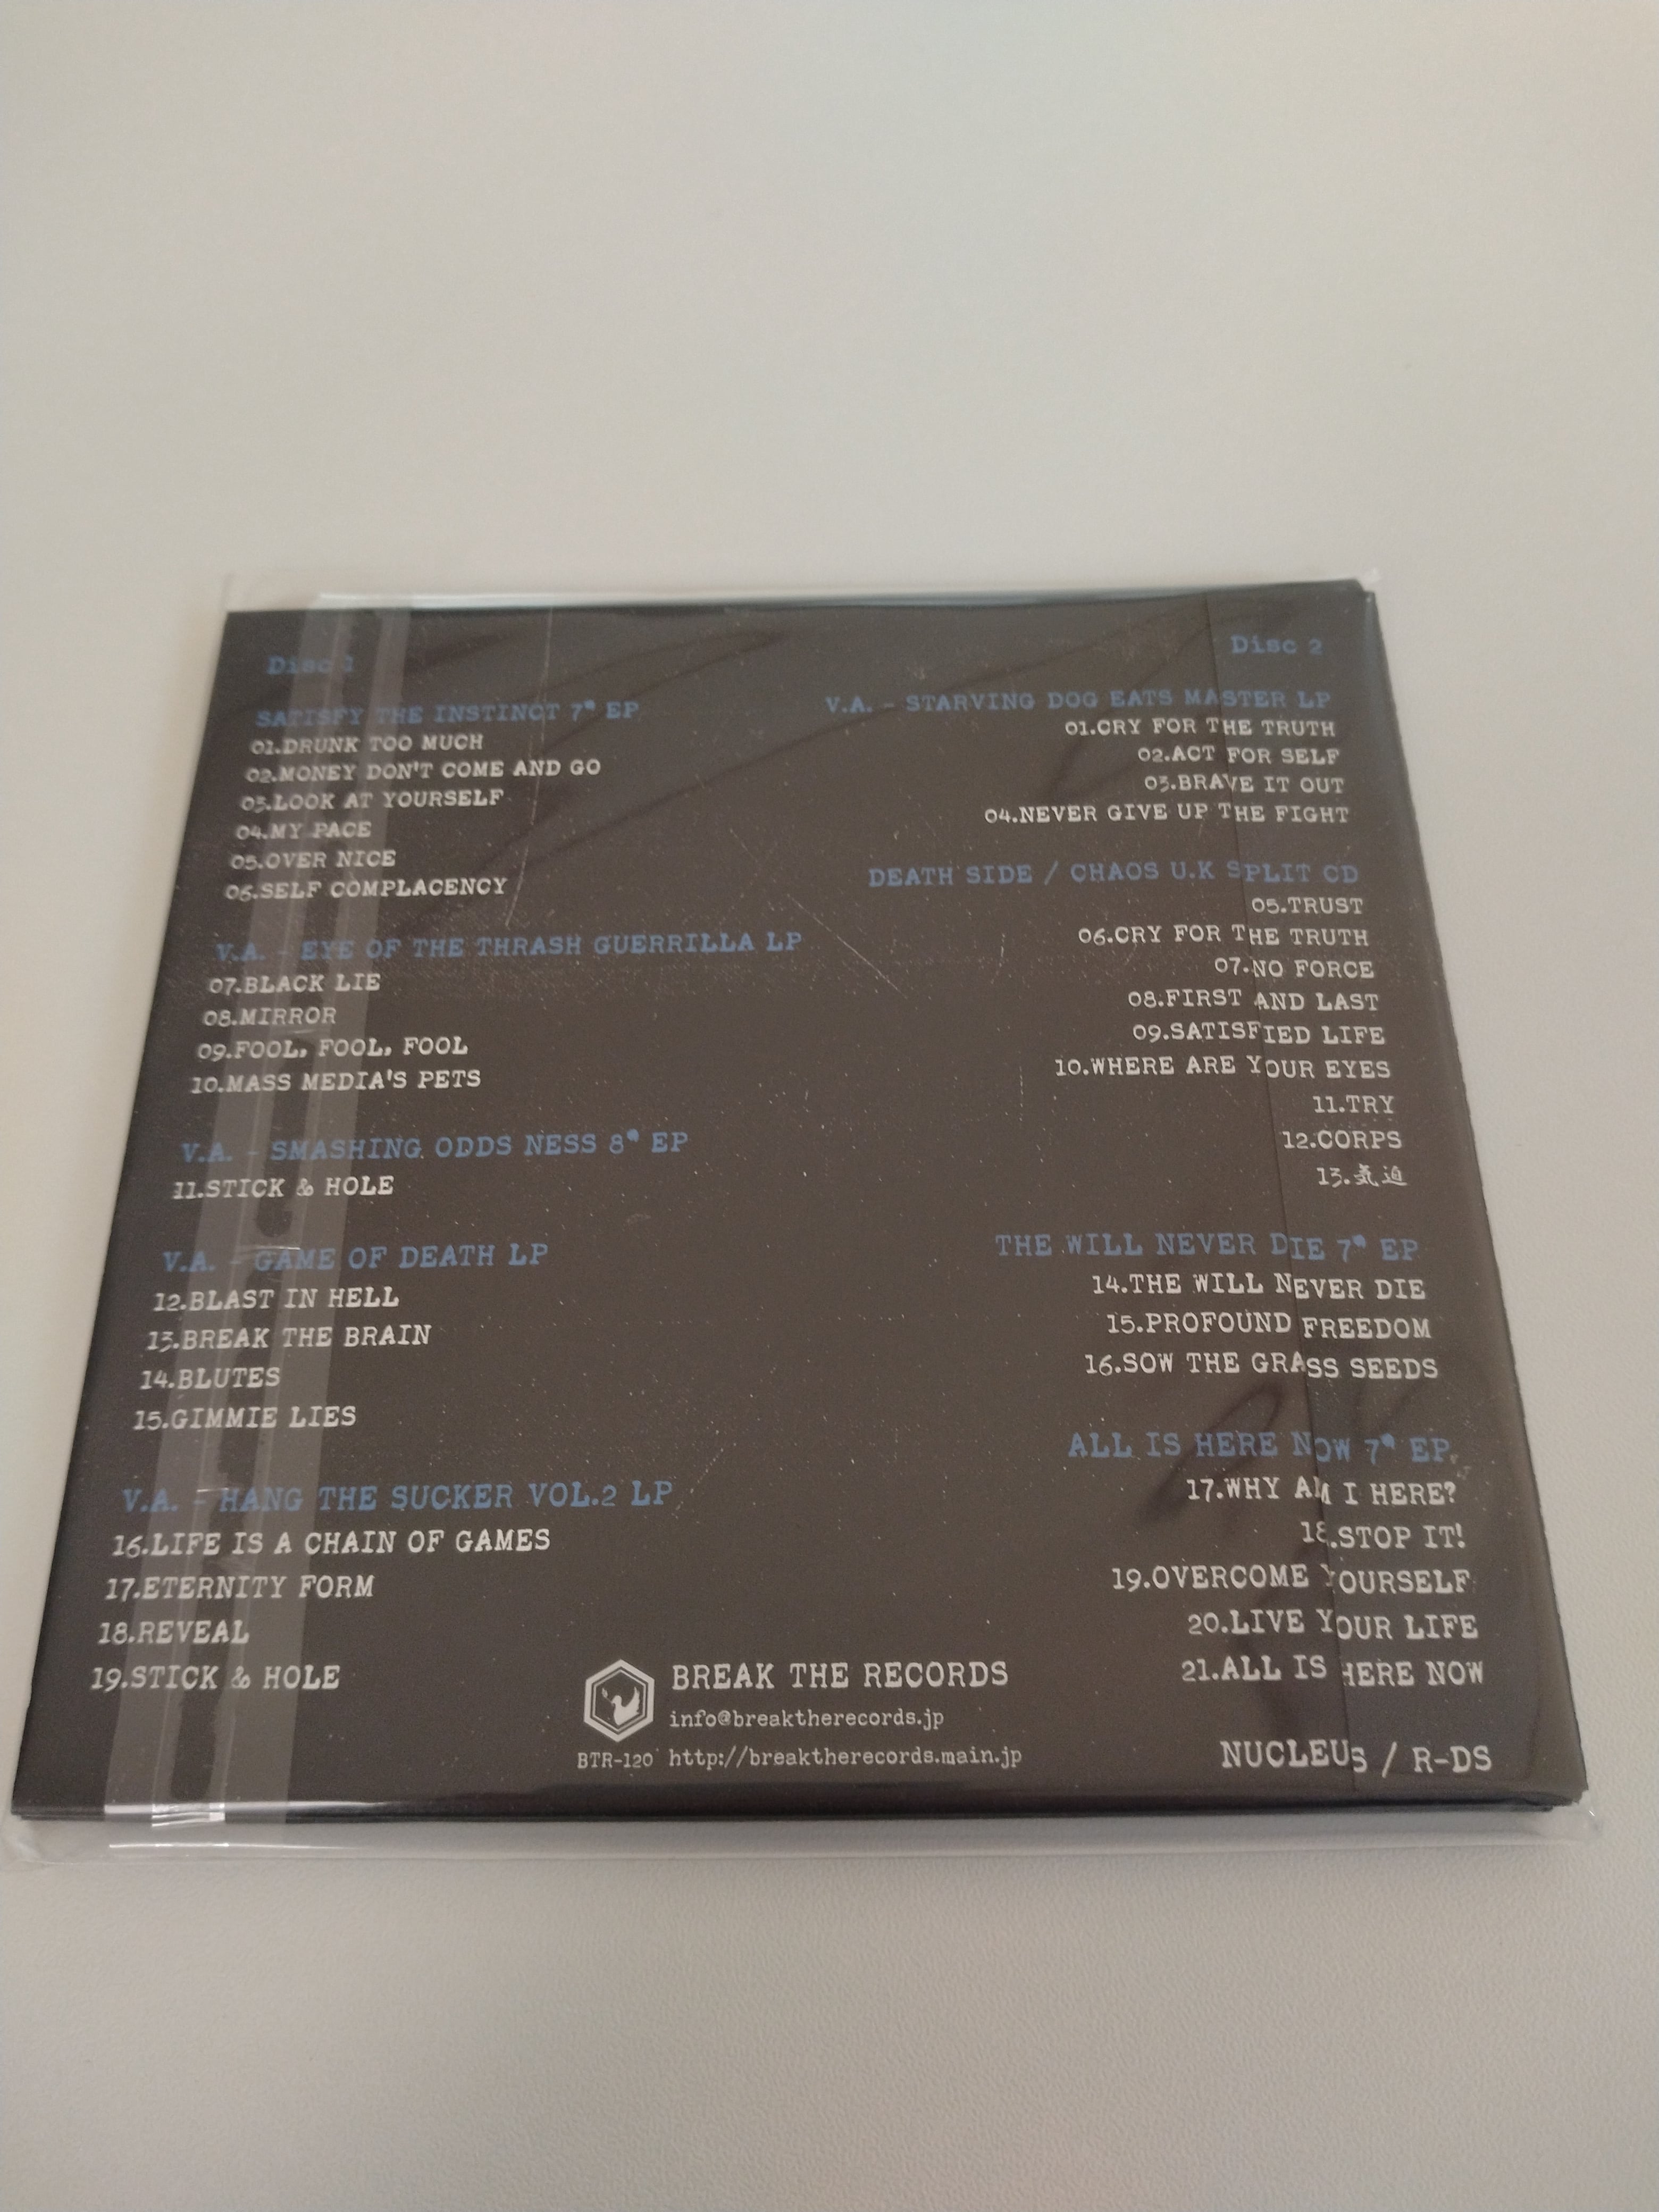 Disc 1
SATISFY THE INSTINCT 7" EP
01.DRUNK TOO MUCH
02.MONEY DON'T COME AND GO
03.LOOK AT YOURSELF
04.MY PACE
05.OVER NICE
06.SELF COMPLACENCY
V.A. - EYE OF THE THRASH GUERRILLA LP
07.BLACK LIE
08.MIRROR
09.FOOL, FOOL, FOOL
10.MASS MEDIA'S PETS
V.A. - SMASHING ODDS NESS 8" EP
11.STICK & HOLE
V.A. - GAME OF DEATH LP
12.BLAST IN HELL
13.BREAK THE BRAIN
14.BLUTES
15.GIMMIE LIES
V.A. - HANG THE SUCKER VOL.2 LP
16.LIFE IS A CHAIN OF GAMES
17.ETERNITY FORM
18.REVEAL
19.STICK & HOLE
Disc 2
V.A. - STARVING DOG EATS MASTER LP
01.CRY FOR THE TRUTH
02.ACT FOR SELF
03.BRAVE IT OUT
04.NEVER GIVE UP THE FIGHT
DEATH SIDE / CHAOS U.K SPLIT CD
05.TRUST
06.CRY FOR THE TRUTH
07.NO FORCE
08.FIRST AND LAST
09.SATISFIED LIFE
10.WHERE ARE YOUR EYES
11.TRY
12.CORPS
13.気迫
THE WILL NEVER DIE 7" EP
14.THE WILL NEVER DIE
15.PROFOUND FREEDOM
16.SOW THE GRASS SEEDS
ALL IS HERE NOW 7" EP
17.WHY AM I HERE?
18.STOP IT!
19.OVERCOME YOURSELF
20.LIVE YOUR LIFE
21.ALL IS HERE NOW
BREAK THE RECORDS
info@breaktherecords.jp
BTR-120 http://breaktherecords.main.jp
NUCLEUS / R-DS